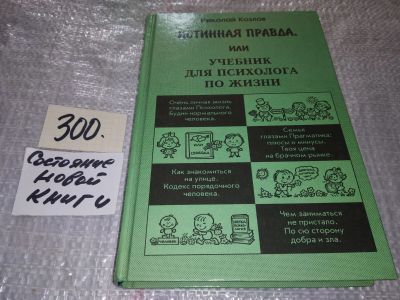 300.
Состояние
новой
книги
Николай Козлов
ИСТИННАЯ ПРАВДА,
ИЛИ
УЧЕБНИК
ДЛЯ ПСИХОЛОГА
ПО ЖИЗНИ
Очень личная жизнь
глазами Психолога.
Будни нормального
человека.
Семья
глазами Прагматика:
плюсы и минусы.
Твоя цена
на брачном рынке.
Как знакомиться
на улице.
Кодекс порядочного
человека.
Чем заниматься
не пристало.
По сю сторону
добра и зла.